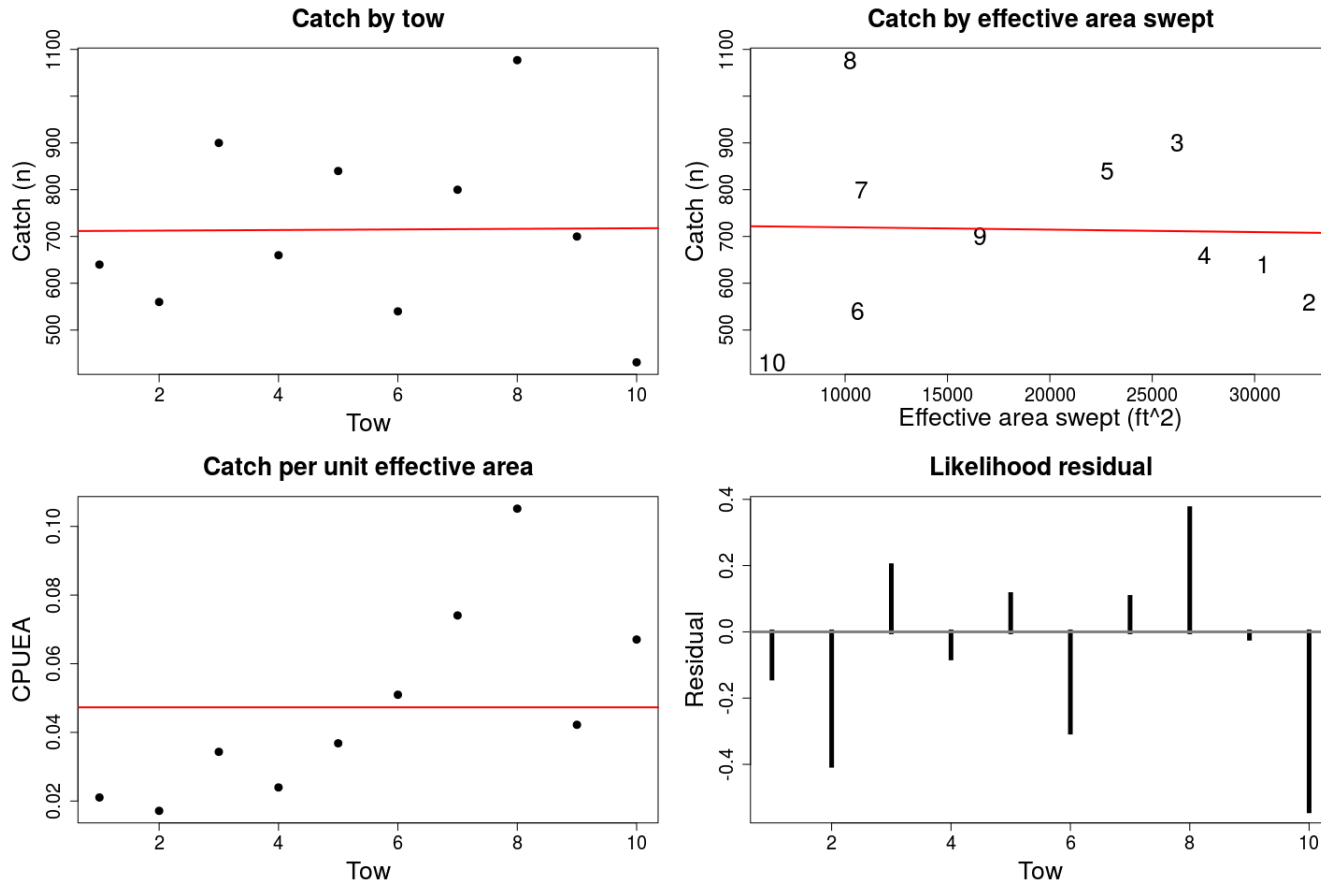 Catch by tow
Catch (n)
1100
900
800
700
600
500
2 4 6 8 10
Tow
Catch by effective area swept
Catch (n)
1100
900
800
700
600
500
8
3
5
7
9
4
1
6
2
10
10000 15000 20000 25000 30000
Effective area swept (ft^2)
Catch per unit effective area
CPUEA
0.10
0.08
0.06
0.04
0.02
2 4 6 8 10
Tow
Likelihood residual
Residual
0.4
0.2
0.0
-0.2
-0.4
2 4 6 8 10
Tow